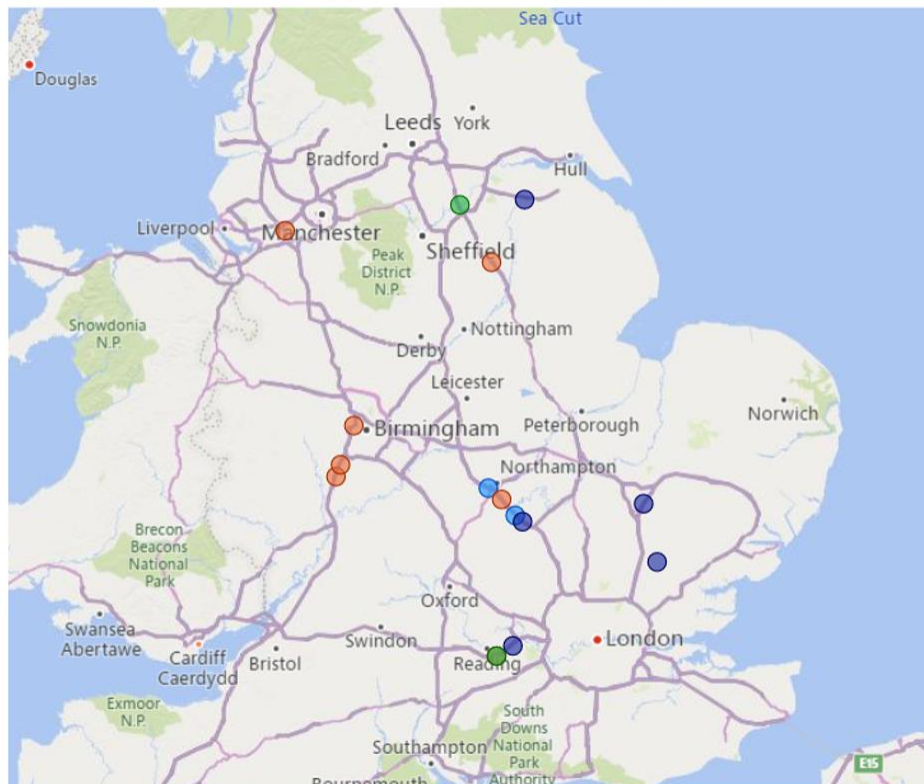 Sea Cut
Douglas
York
Leeds
Bradford
Hull
Liverpool
Manchester
Sheffield
Peak
District
N.P.
Snowdonia
N.P.
Nottingham
Derby
Leicester
Norwich
Birmingham
Peterborough
Northampton
Brecon
Beacons
National
Park
Oxford
Swansea
Abertawe
Swindon
London
Cardiff
Caerdydd
Bristol
Reading
Exmoor
N.P.
South
Downs
National
Park
Authority
Southampton
Bournemouth
E15